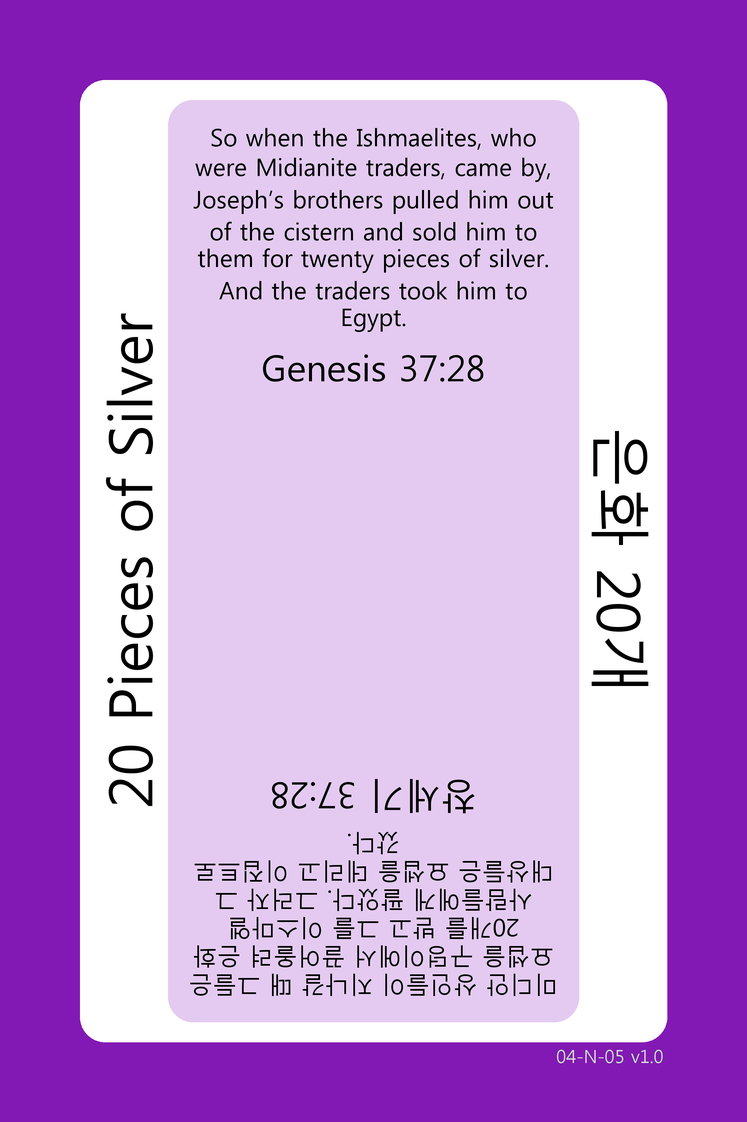 So when the Ishmaelites, who
were Midianite traders, came by,
Joseph's brothers pulled him out
of the cistern and sold him to
them for twenty pieces of silver.
And the traders took him to
Egypt.
Genesis 37:28
20 Pieces of Silver
은화 20개
미디안 상인들이 지나갈 때 그들은
요셉을 구덩이에서 끌어올려 은화
20개를 받고 그를 이스마엘
사람들에게 팔았다. 그러자 그
대상들은 요셉을 데리고 이집트로
갔다.
창세기 37:28
04-N-05 v1.0